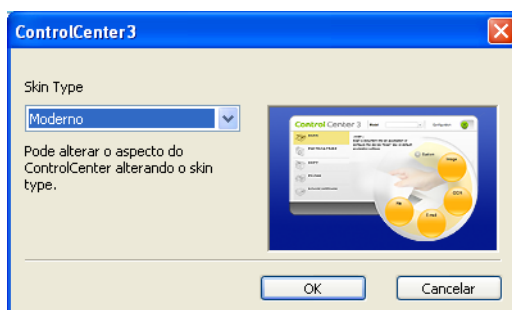 ControlCenter3
Skin Type
Moderno
Pode alterar o aspecto do
ControlCenter alterando o skin
type.
Control Center 3
OK
Cancelar